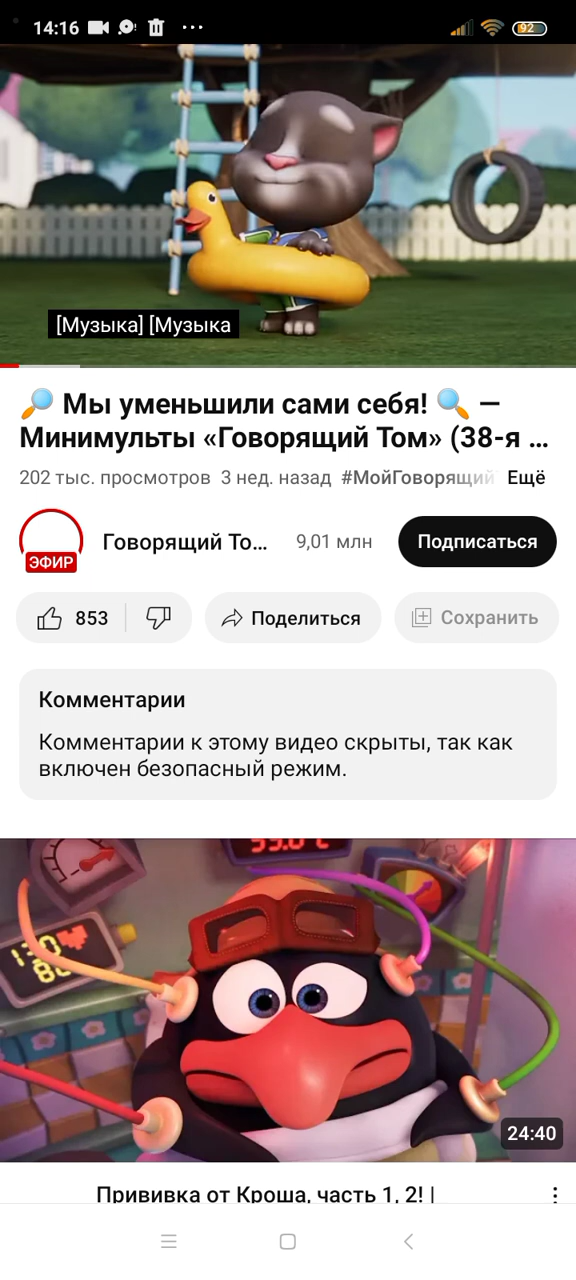 14:16
92
[Музыка] [Музыка
🔎 Мы уменьшили сами себя! 🔍 —
Минимульты «Говорящий Том» (38-я ...
202 тыс. просмотров 3 нед. назад #МойГоворящий Ещё
ЭФИР
Говорящий То... 9,01 млн Подписаться
853 Поделиться Сохранить
Комментарии
Комментарии к этому видео скрыты, так как
включен безопасный режим.
24:40
Прививка от Кроша, часть 1, 2! |